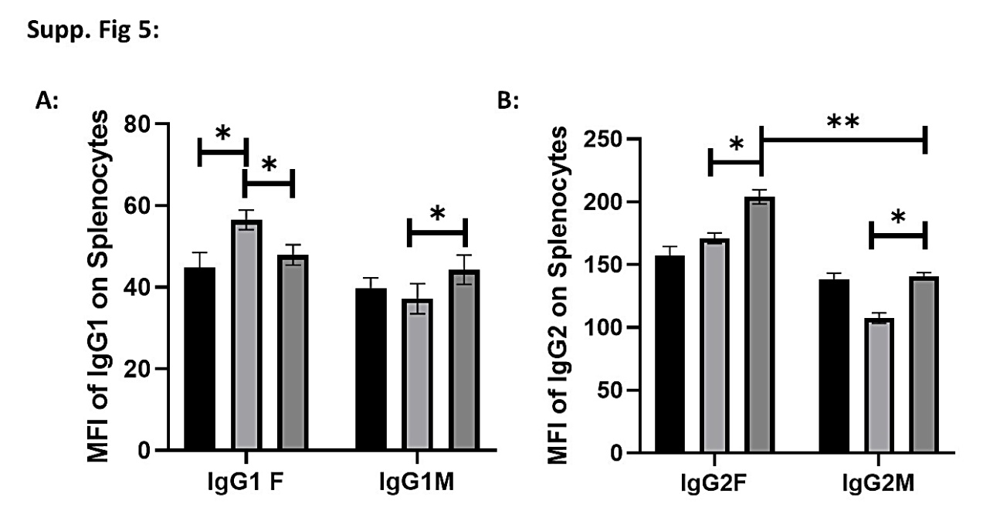 Supp. Fig 5:
A:
MFI of IgG1 on Splenocytes
80
60
40
20
0
*
*
*
IgG1 F
IgG1M
B:
MFI of IgG2 on Splenocytes
250
200
150
100
50
0
**
*
*
IgG2F
IgG2M